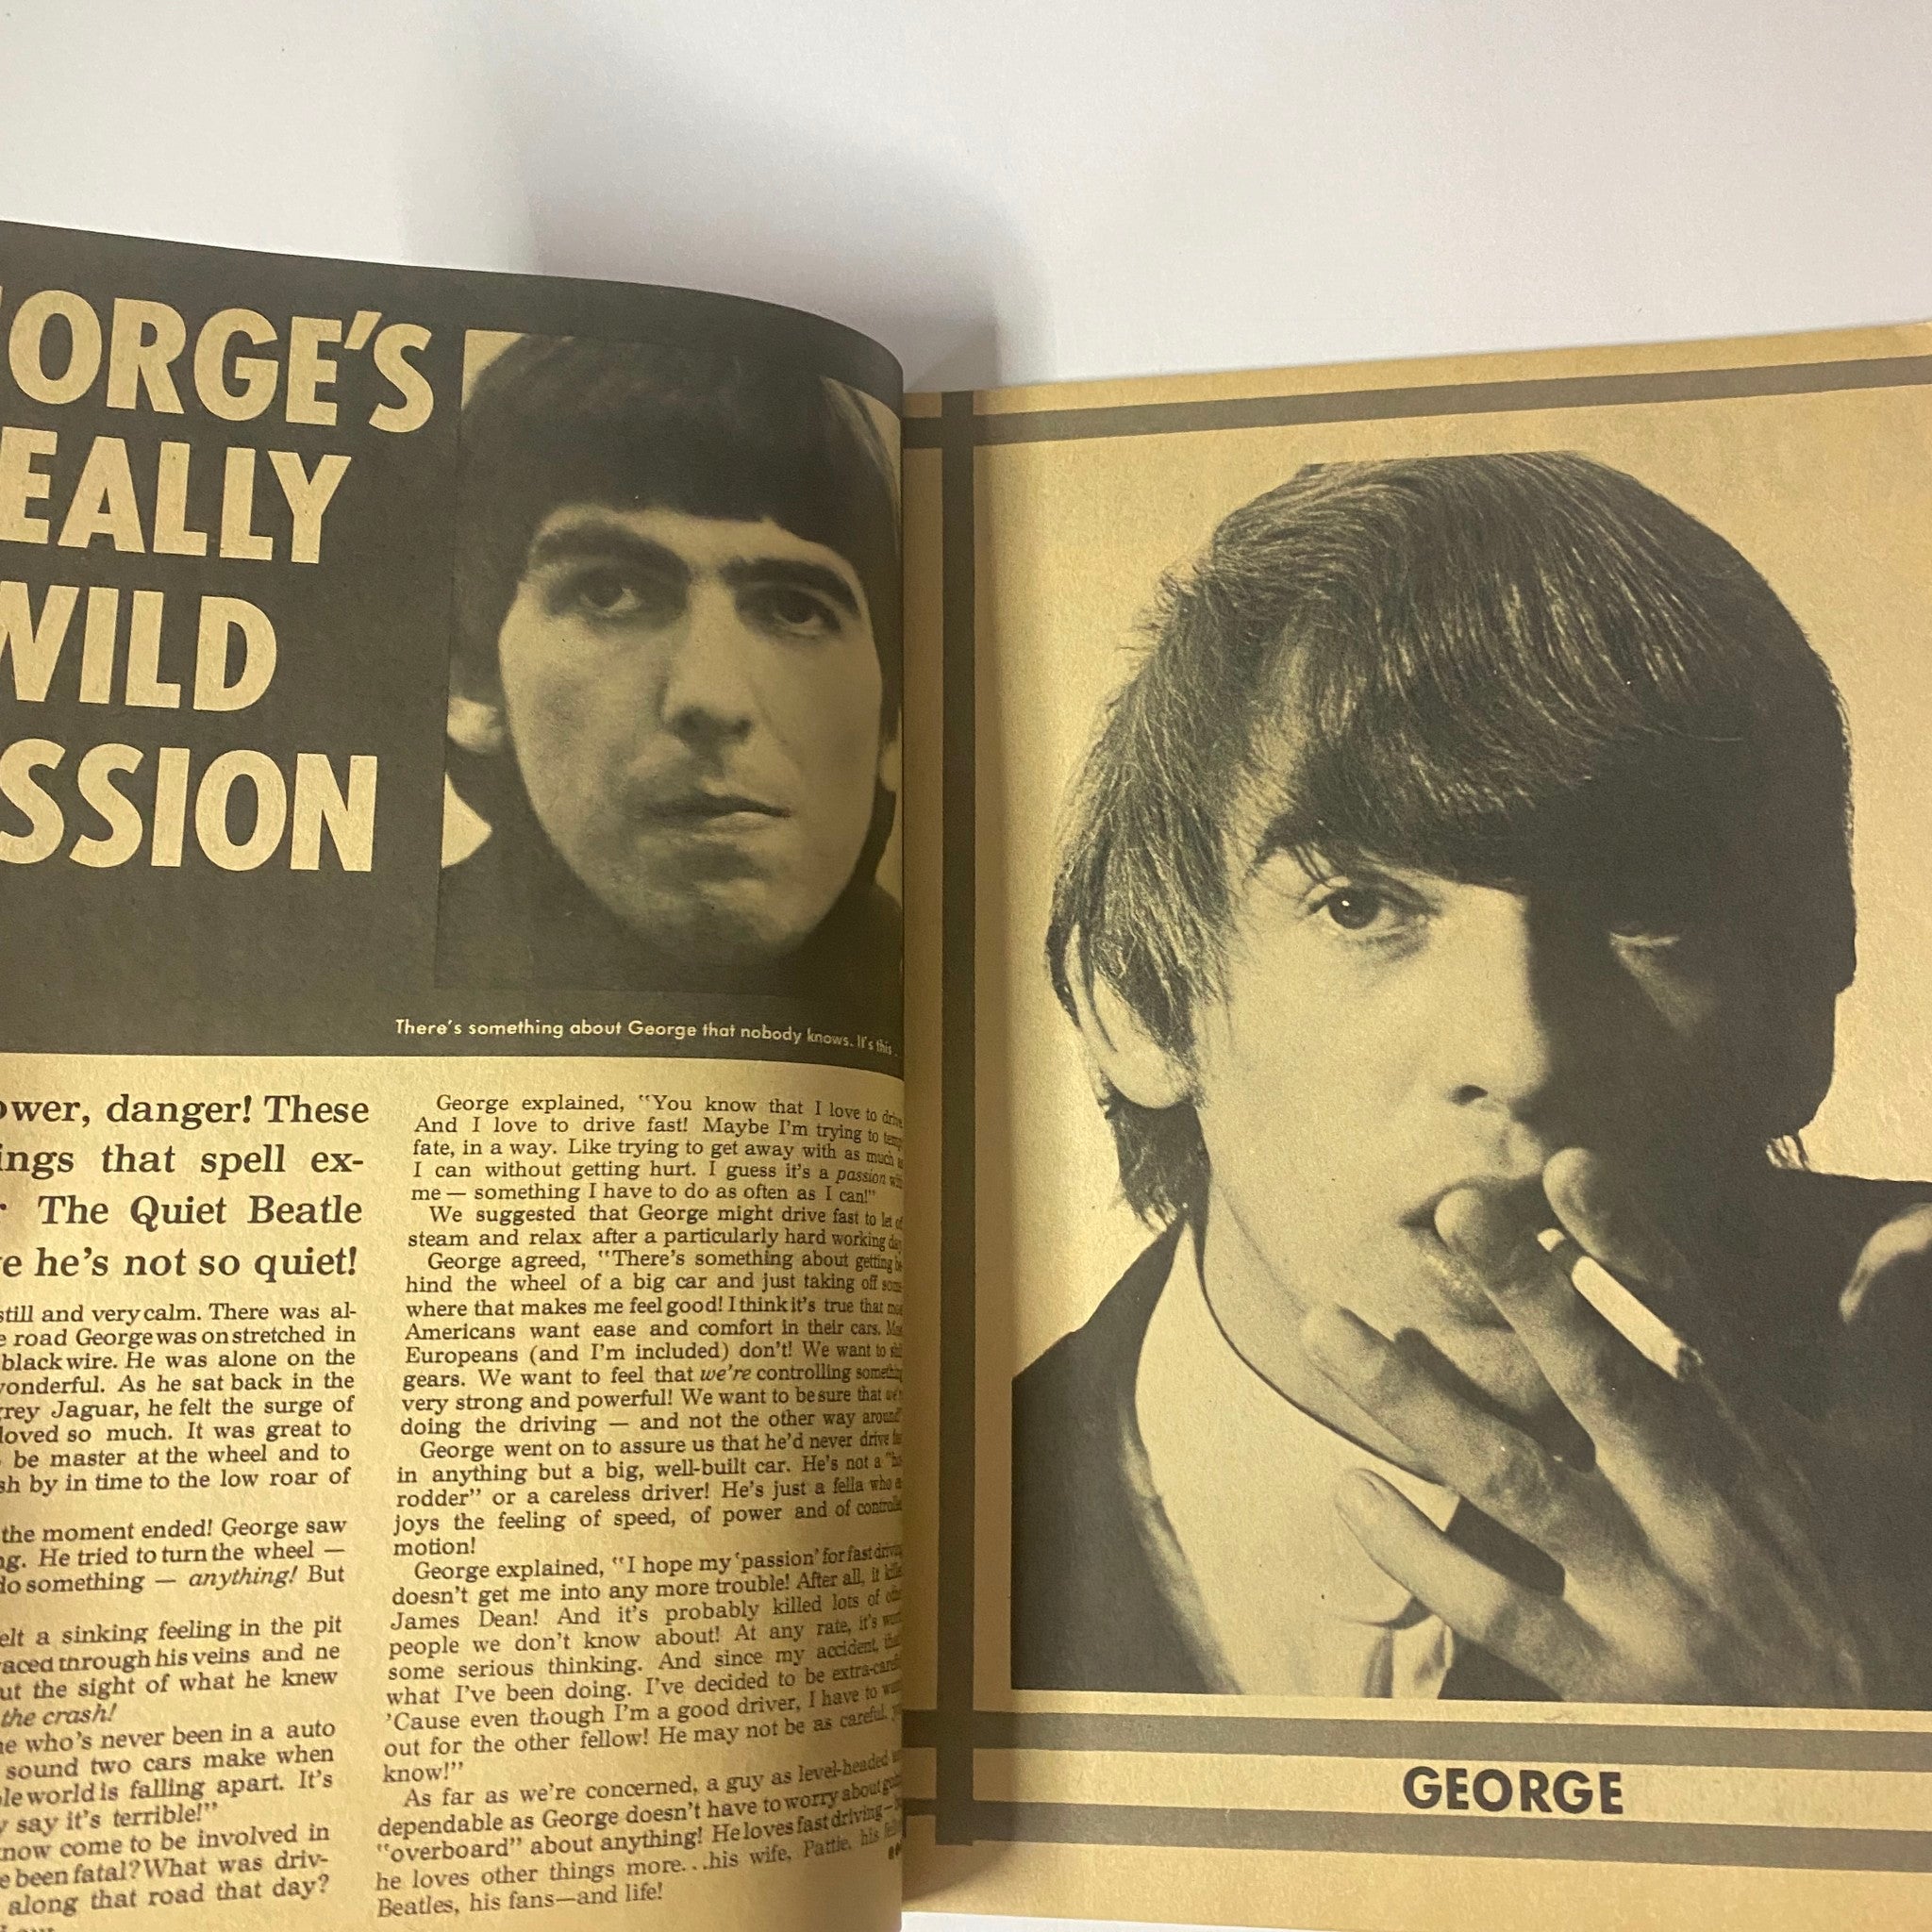 ORGE'S
EALLY
WILD
SSION
There's something about George that nobody knows. It's this
ower, danger! These
ings that spell ex-
The Quiet Beatle
e he's not so quiet!
still and very calm. There was al-
e road George was on stretched in
black wire. He was alone on the
wonderful. As he sat back in the
grey Jaguar, he felt the surge of
loved so much. It was great to
be master at the wheel and to
sh by in time to the low roar of
the moment ended! George saw
ng. He tried to turn the wheel —
do something — anything! But
elt a sinking feeling in the pit
aced through his veins and ne
ut the sight of what he knew
the crash!
ne who's never been in a auto
sound two cars make when
le world is falling apart. It's
y say it's terrible!"
now come to be involved in
e been fatal? What was driv-
along that road that day?
George explained, "You know that I love to drive
And I love to drive fast! Maybe I'm trying to temp
fate, in a way. Like trying to get away with as much a
I can without getting hurt. I guess it's a passion with
me — something I have to do as often as I can!"
We suggested that George might drive fast to let of
steam and relax after a particularly hard working day
George agreed, "There's something about getting be
hind the wheel of a big car and just taking off some
where that makes me feel good! I think it's true that
Americans want ease and comfort in their cars.
Europeans (and I'm included) don't! We want to
gears. We want to feel that we're controlling something
very strong and powerful! We want to be sure that we're
doing the driving — and not the other way around
George went on to assure us that he'd never drive
in anything but a big, well-built car. He's not a
rodder" or a careless driver! He's just a fella who
joys the feeling of speed, of power and of controlle
motion!
George explained, "I hope my 'passion' for fast driving
doesn't get me into any more trouble! After all, it kille
James Dean! And it's probably killed lots of
people we don't know about! At any rate, it's
some serious thinking. And since my accident,
what I've been doing. I've decided to be extra-care
'Cause even though I'm a good driver, I have to
out for the other fellow! He may not be as careful,
know!"
As far as we're concerned, a guy as level-headed
dependable as George doesn't have to worry about
"overboard" about anything! He loves fast driving—
he loves other things more...his wife, Pattie, his
Beatles, his fans—and life!
GEORGE